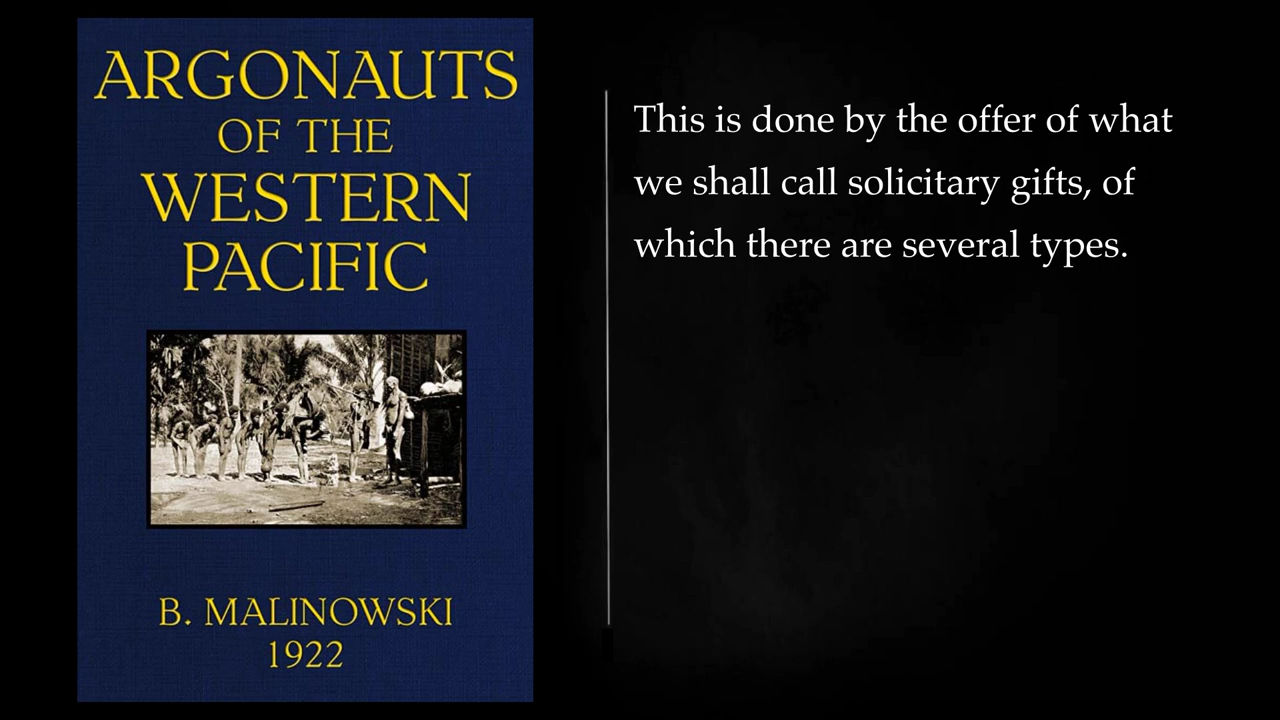 ARGONAUTS
OF THE
WESTERN
PACIFIC
B. MALINOWSKI
1922
This is done by the offer of what
we shall call solicitary gifts, of
which there are several types.